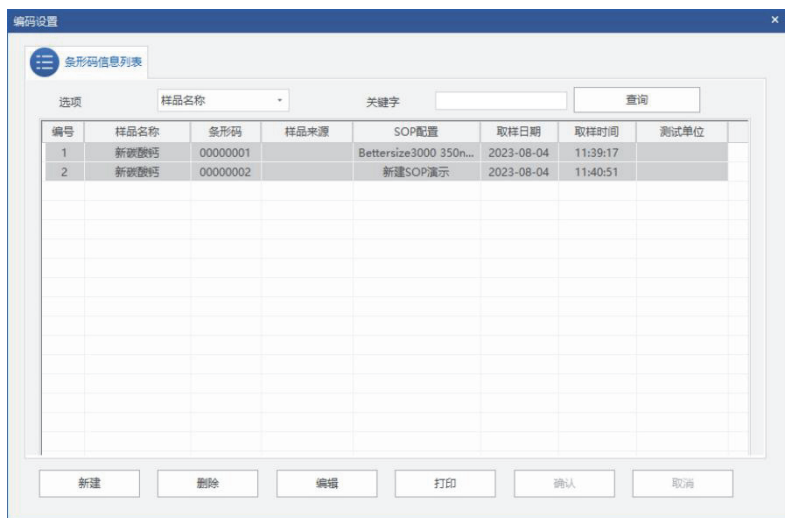 编码设置 ×
条形码信息列表
选项 样品名称 关键字 查询
编号 样品名称 条形码 样品来源 SOP配置 取样日期 取样时间 测试单位
1 新碳酸钙 00000001 Bettersize3000 350n... 2023-08-04 11:39:17
2 新碳酸钙 00000002 新建SOP演示 2023-08-04 11:40:51
新建 删除 编辑 打印 确认 取消